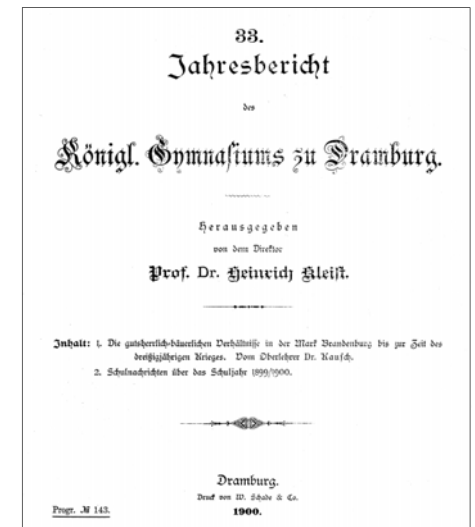 33.
Jahresbericht
des
Königl. Gymnasiums zu Dramburg.
Herausgegeben
von dem Direktor
Prof. Dr. Heinrich Kleist.
Inhalt: 1. Die gutsherrlich-bäuerlichen Verhältnisse in der Mark Brandenburg bis zur Zeit des
dreißigjährigen Krieges. Vom Oberlehrer Dr. Kausch.
2. Schulnachrichten über das Schuljahr 1899/1900.
Dramburg.
Druck von W. Schade & Co.
Progr. № 143.
1900.